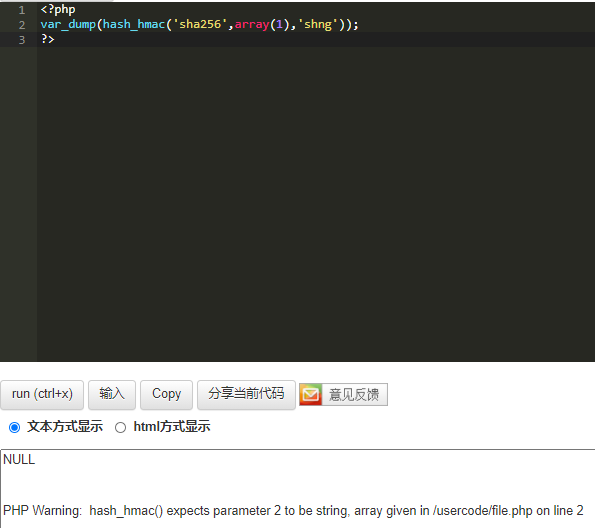 1 <?php
2 var_dump(hash_hmac('sha256',array(1),'shng'));
3 ?>
run (ctrl+x) 输入 Copy 分享当前代码 意见反馈
文本方式显示 html方式显示
NULL
PHP Warning:  hash_hmac() expects parameter 2 to be string, array given in /usercode/file.php on line 2